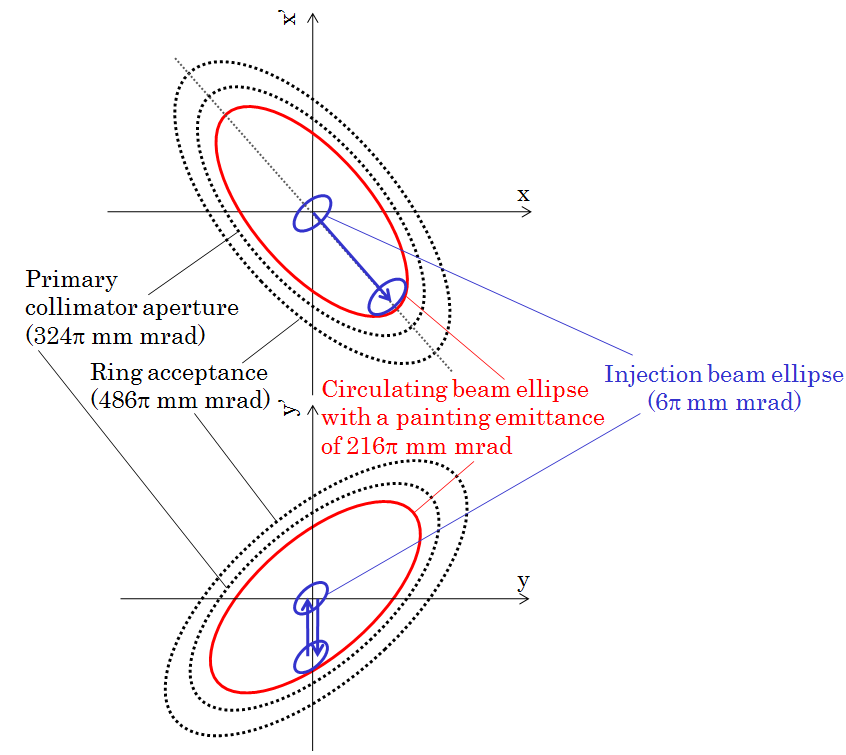 x'
x
Primary
collimator aperture
(324π mm mrad)
Ring acceptance
(486π mm mrad)
Circulating beam ellipse
with a painting emittance
of 216π mm mrad
Injection beam ellipse
(6π mm mrad)
y'
y